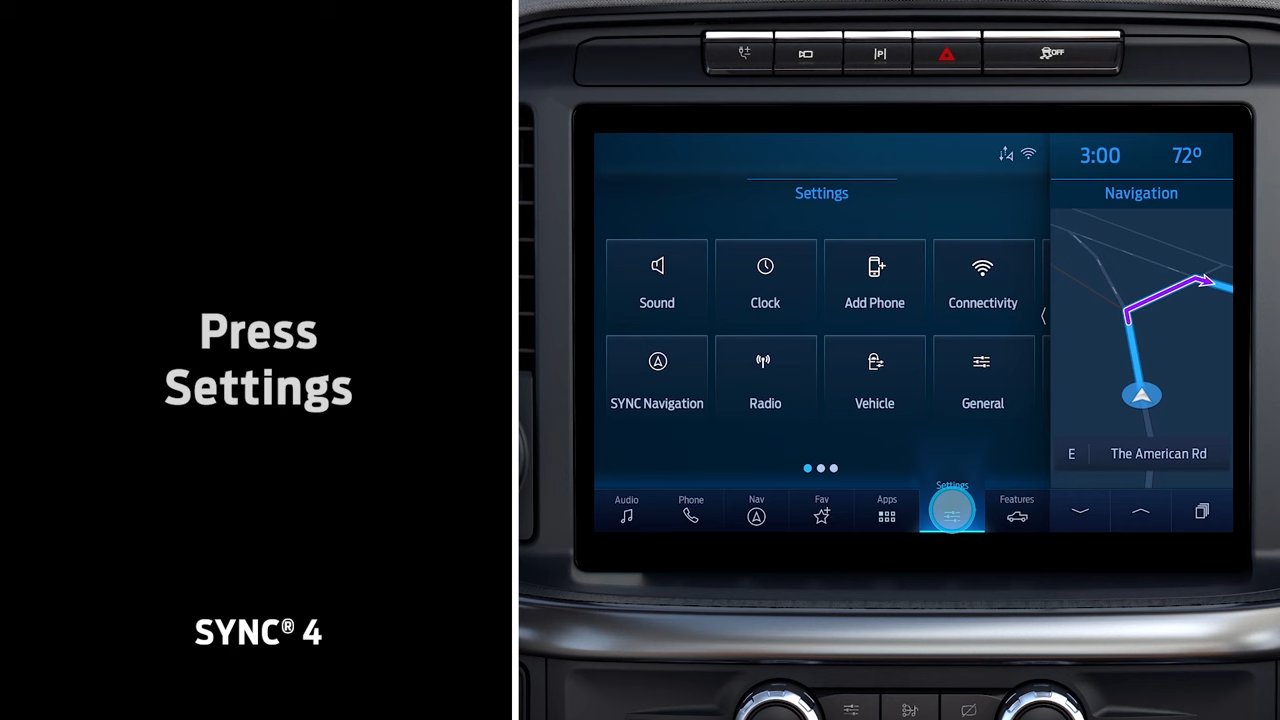 Press
Settings
SYNC® 4
P
OFF
3:00
72º
Settings
Navigation
Sound
Clock
Add Phone
Connectivity
SYNC Navigation
Radio
Vehicle
General
E
The American Rd
Audio
Phone
Nav
Fav
Apps
Settings
Features